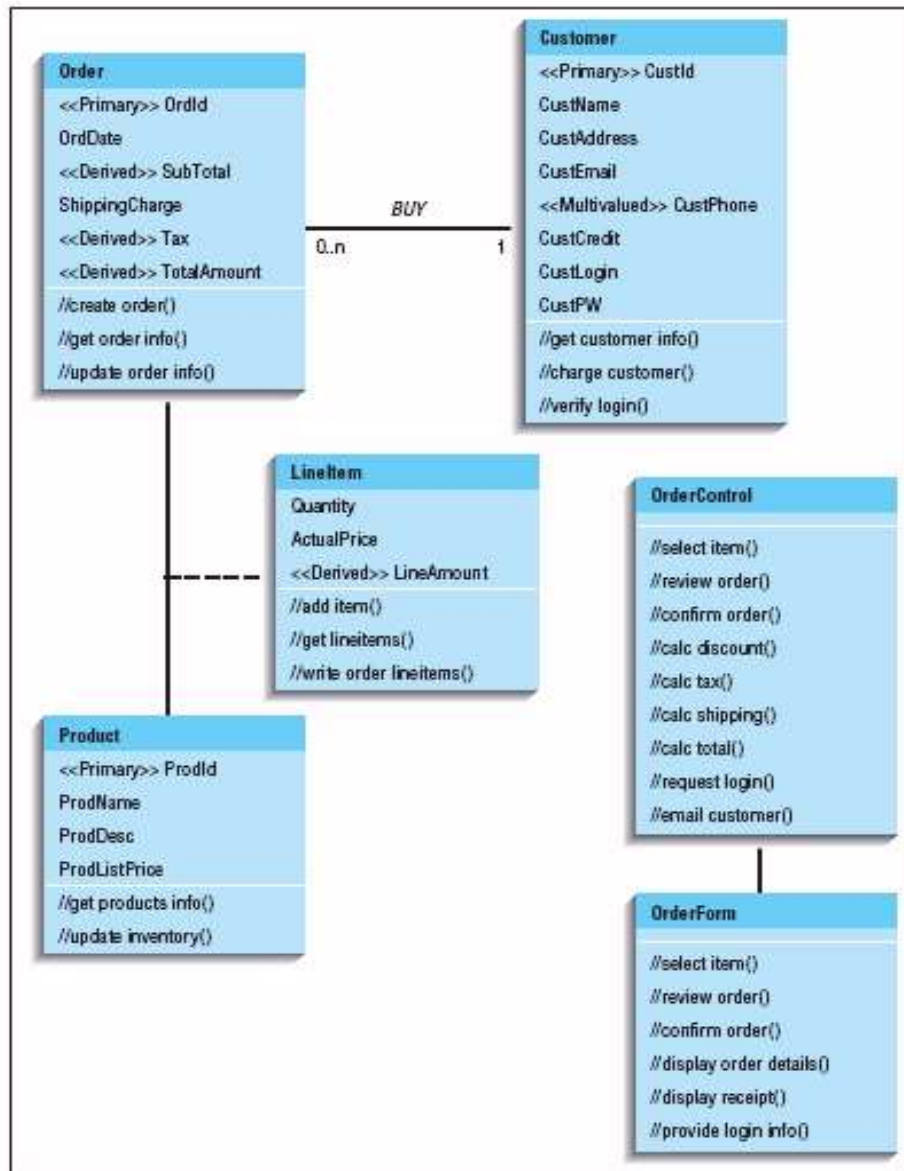 Order
<<Primary>> OrdId
OrdDate
<<Derived>> SubTotal
ShippingCharge
<<Derived>> Tax
<<Derived>> TotalAmount
//create order()
//get order info()
//update order info()
BUY
0..n
1
Customer
<<Primary>> CustId
CustName
CustAddress
CustEmail
<<Multivalued>> CustPhone
CustCredit
CustLogin
CustPW
//get customer info()
//charge customer()
//verify login()
LineItem
Quantity
ActualPrice
<<Derived>> LineAmount
//add item()
//get lineitems()
//write order lineitems()
Product
<<Primary>> ProdId
ProdName
ProdDesc
ProdListPrice
//get products info()
//update inventory()
OrderControl
//select item()
//review order()
//confirm order()
//calc discount()
//calc tax()
//calc shipping()
//calc total()
//request login()
//email customer()
OrderForm
//select item()
//review order()
//confirm order()
//display order details()
//display receipt()
//provide login info()